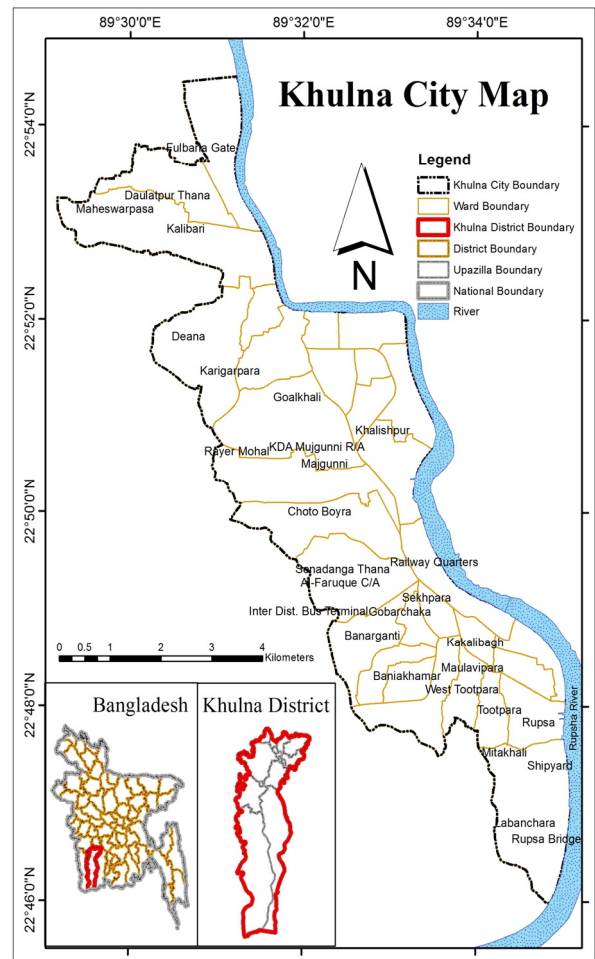 89°30'0"E 89°32'0"E 89°34'0"E
Khulna City Map
22°54'0"N
22°52'0"N
22°50'0"N
22°48'0"N
22°46'0"N
Legend
Khulna City Boundary
Ward Boundary
Khulna District Boundary
District Boundary
Upazilla Boundary
National Boundary
River
N
Fulbaria Gate
Daulatpur Thana
Maheswarpasa
Kalibari
Deana
Karigarpara
Goalkhali
Khalishpur
Rayer Mohal
KDA Mujgunni R/A
Majgunni
Choto Boyra
Railway Quarters
Sonadanga Thana
Al-Faruque C/A
Sekhpara
Inter Dist. Bus Terminal
Gobarchaka
Banarganti
Kakalibagh
Maulavipara
Baniakhamar
West Tootpara
Tootpara
Rupsa
Rupsha River
Mitakhali
Shipyard
Labanchara
Rupsa Bridge
0 0.5 1 2 3 4
Kilometers
Bangladesh
Khulna District